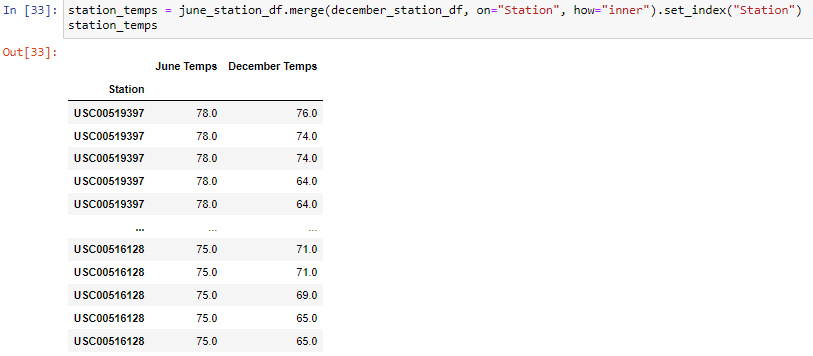 In [33]: station_temps = june_station_df.merge(december_station_df, on="Station", how="inner").set_index("Station")
station_temps
Out[33]:
June Temps December Temps
Station
USC00519397 78.0 76.0
USC00519397 78.0 74.0
USC00519397 78.0 74.0
USC00519397 78.0 64.0
USC00519397 78.0 64.0
... ... ...
USC00516128 75.0 71.0
USC00516128 75.0 71.0
USC00516128 75.0 69.0
USC00516128 75.0 65.0
USC00516128 75.0 65.0